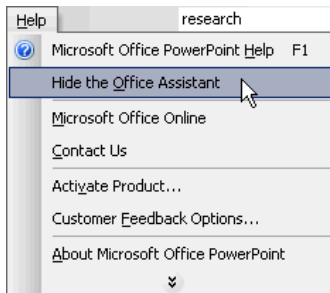 Help
research
Microsoft Office PowerPoint Help F1
Hide the Office Assistant
Microsoft Office Online
Contact Us
Activate Product...
Customer Feedback Options...
About Microsoft Office PowerPoint